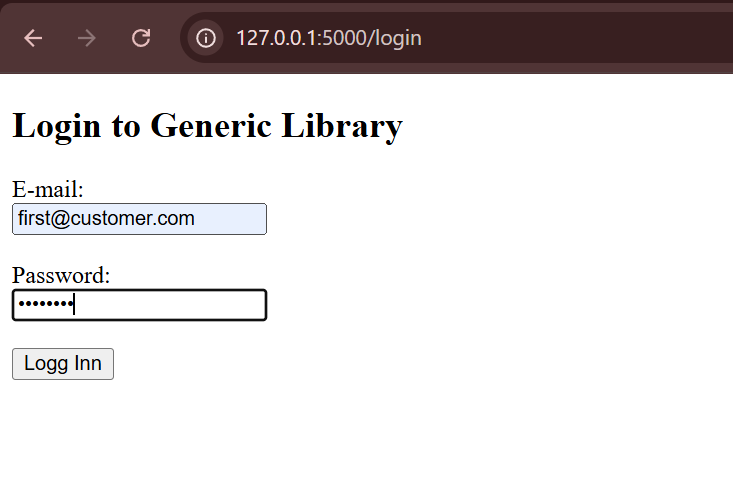 127.0.0.1:5000/login
Login to Generic Library
E-mail:
first@customer.com
Password:
••••••••
Logg Inn